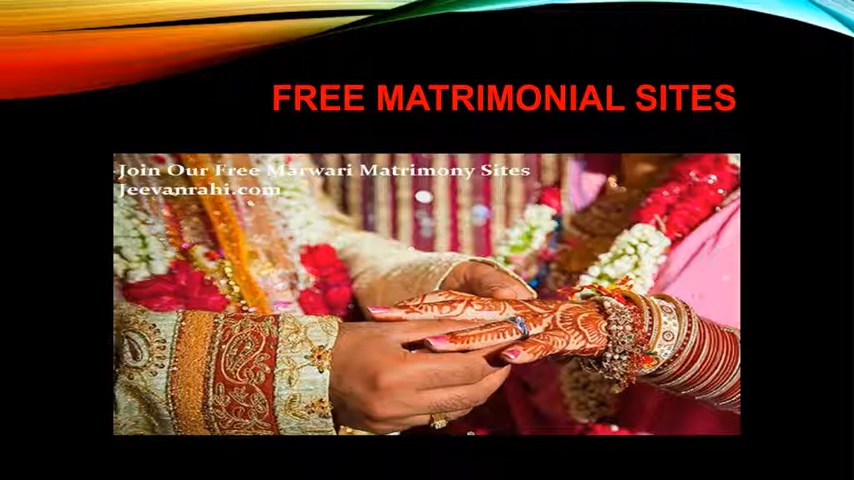 FREE MATRIMONIAL SITES
Join Our Free Marwari Matrimony Sites
Jeevanrahi.com